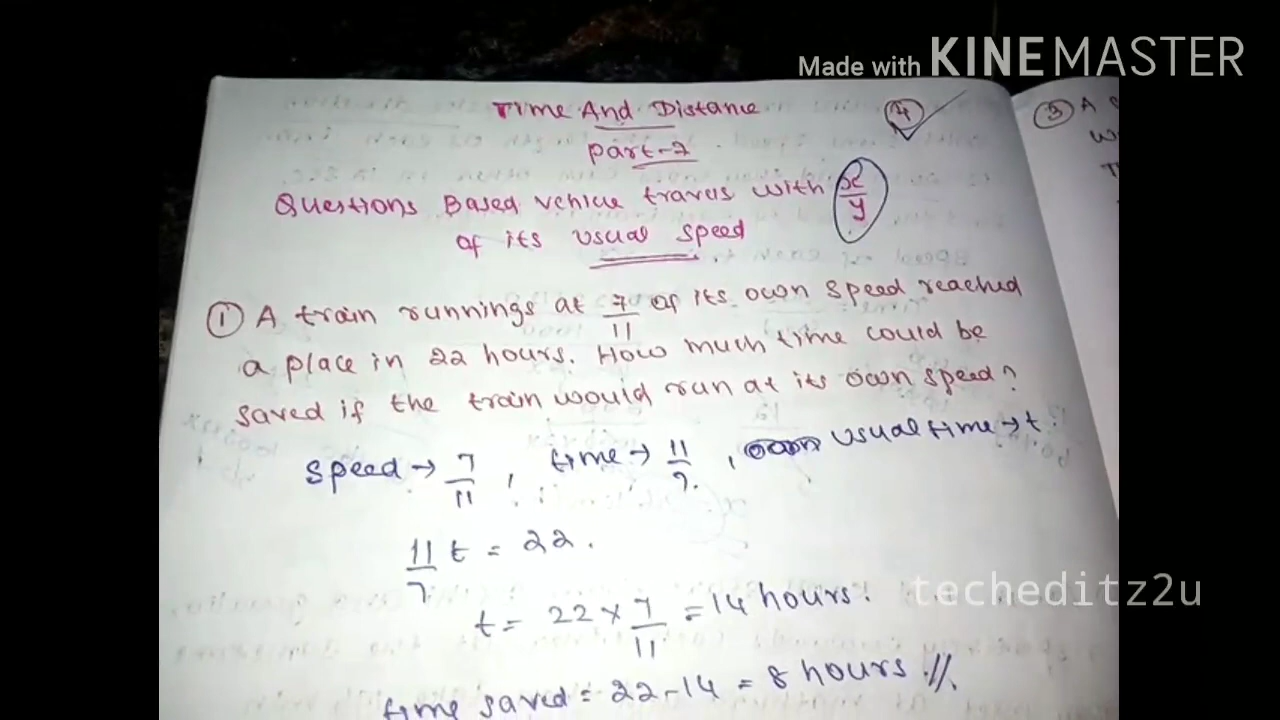 Made with KINEMASTER
Time And Distance
Part-7
④
Questions Based vehicle travels with x/y
of its usual speed
① A train runnings at 7/11 of its own speed reached
a place in 22 hours. How much time could be
saved if the train would run at its own speed?
speed → 7/11, time → 11/7, usual time → t.
11/7 t = 22.
t = 22 × 7/11 = 14 hours.
time saved = 22-14 = 8 hours //.
techeditz2u
③ A